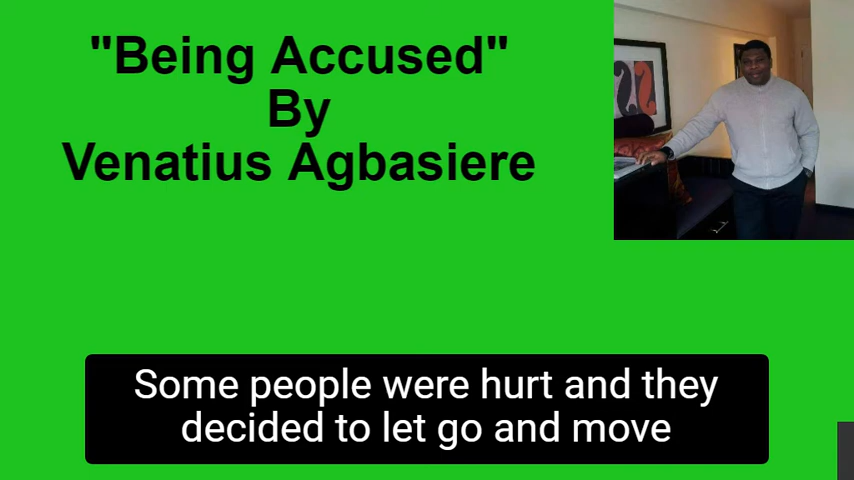 "Being Accused"
By
Venatius Agbasiere
Some people were hurt and they
decided to let go and move